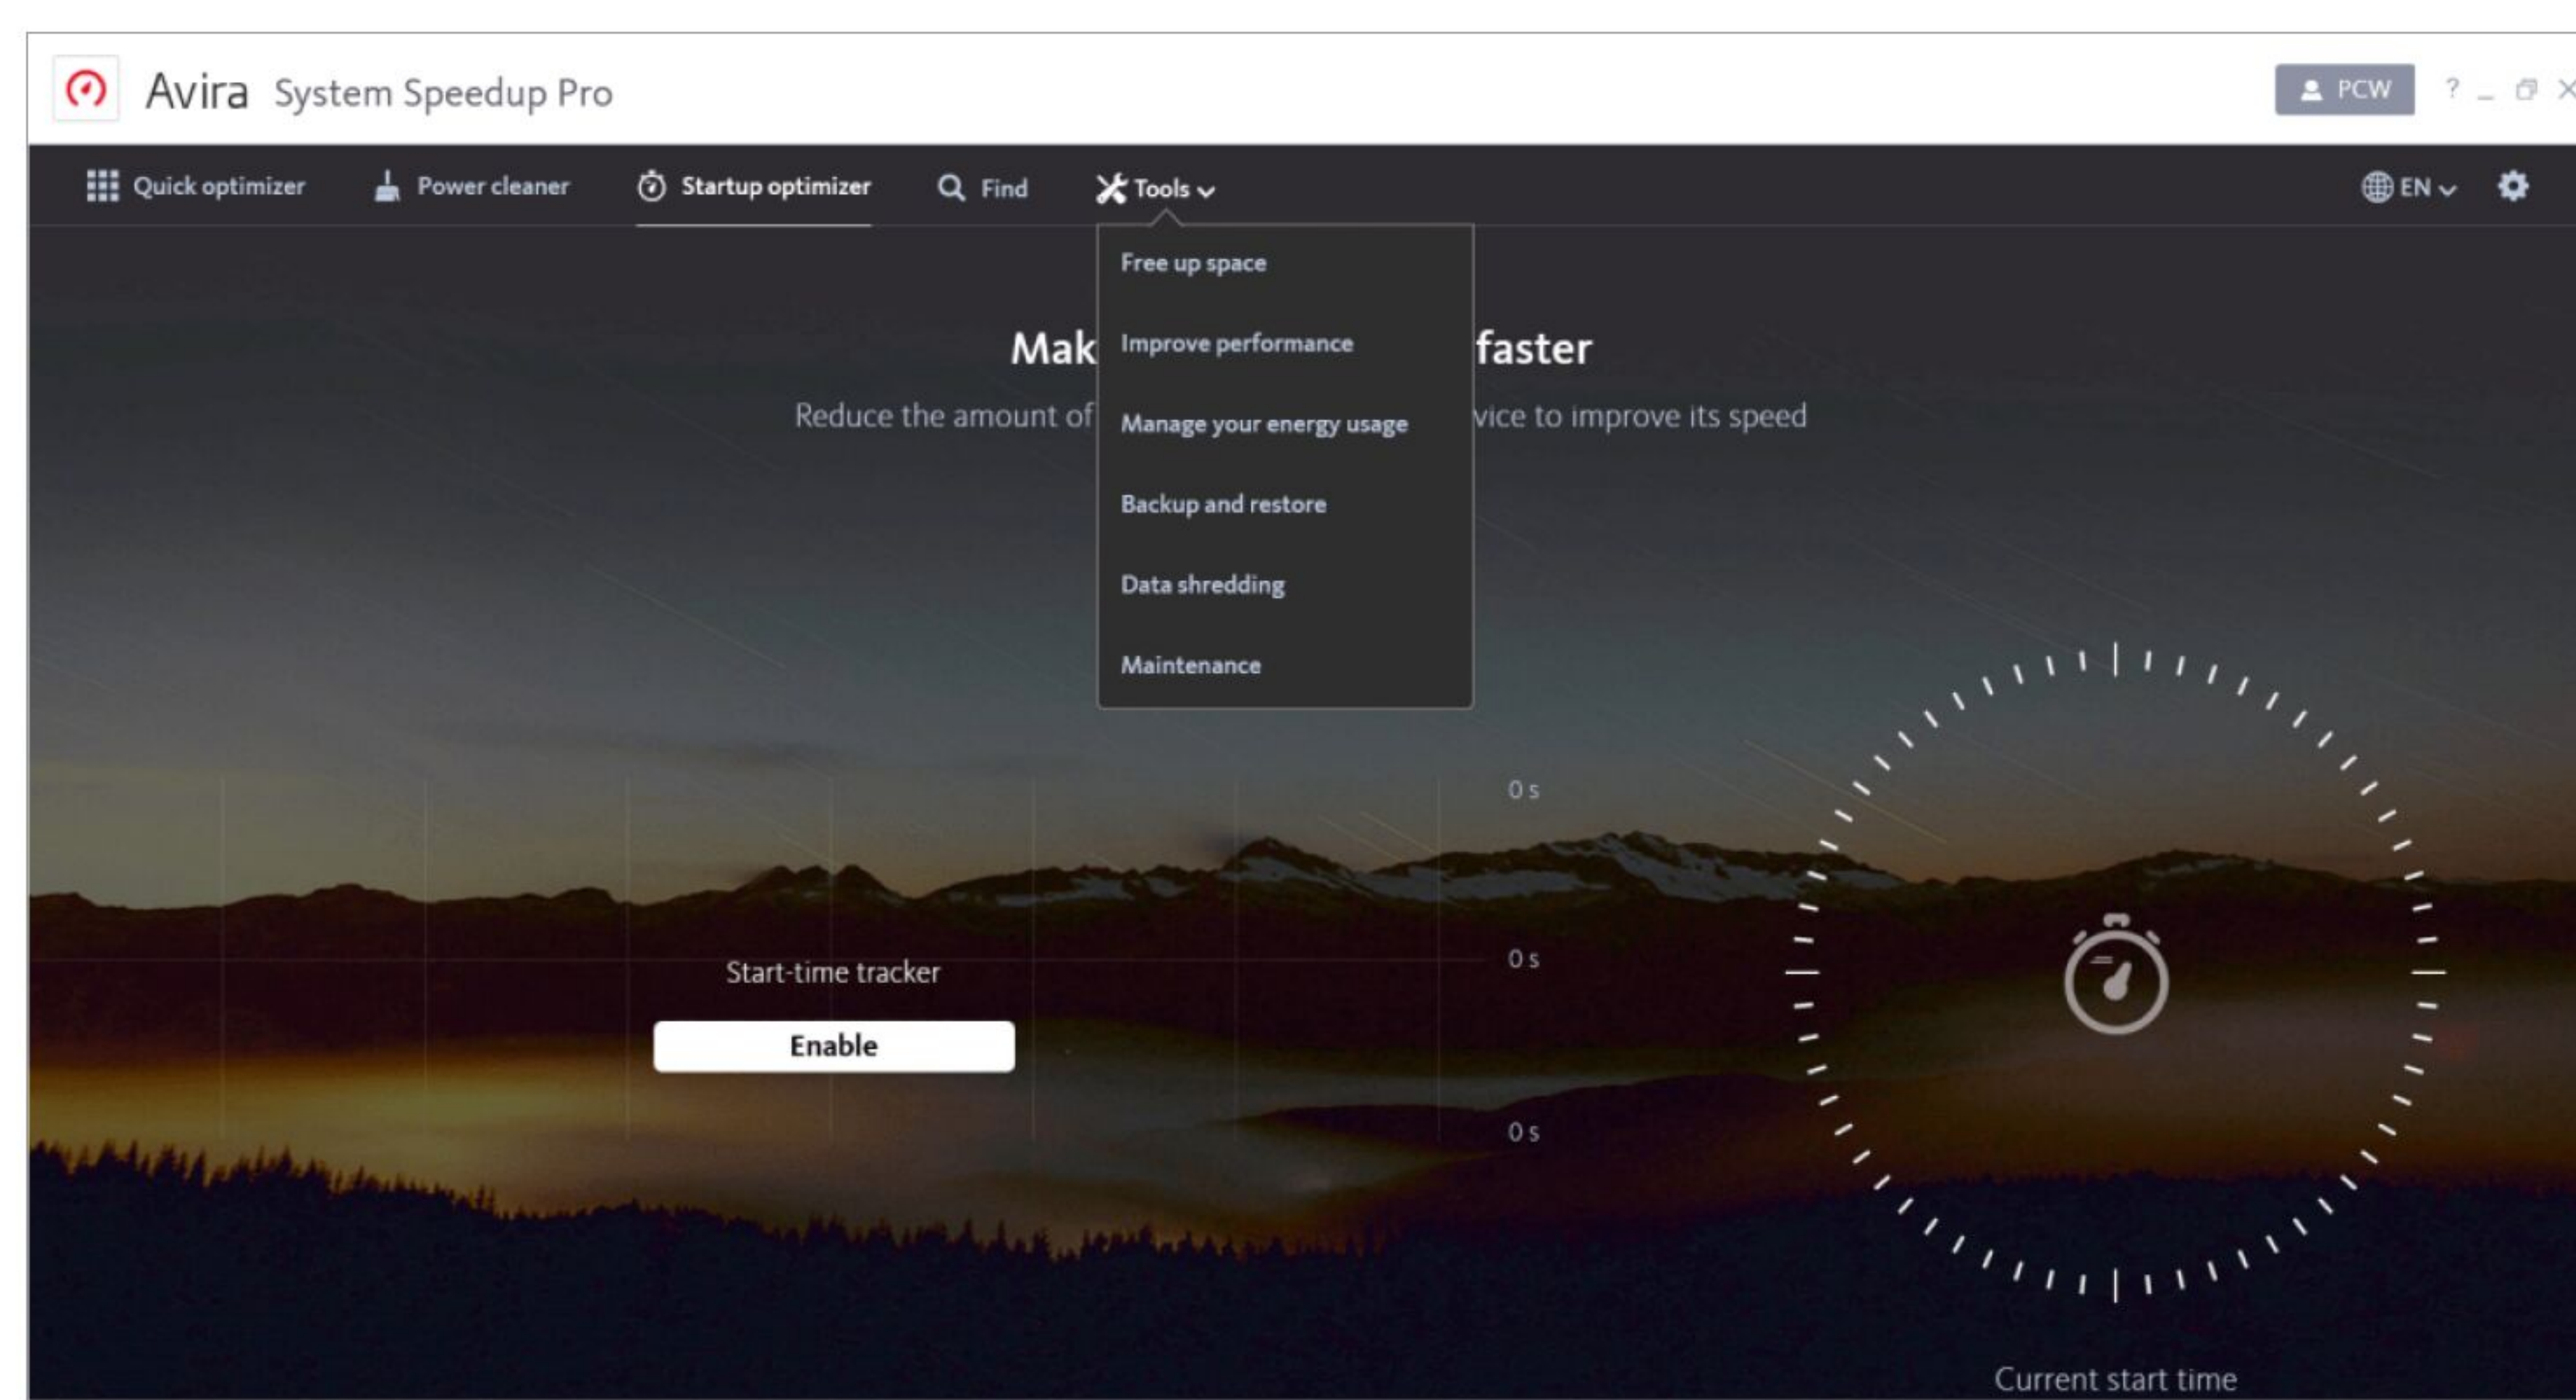 Avira System Speedup Pro
PCW ?
Quick optimizer Power cleaner Startup optimizer Find Tools EN
Free up space
Improve performance
Manage your energy usage
Backup and restore
Data shredding
Maintenance
Mak faster
Reduce the amount of vice to improve its speed
0 s
0 s
Start-time tracker
Enable
0 s
Current start time